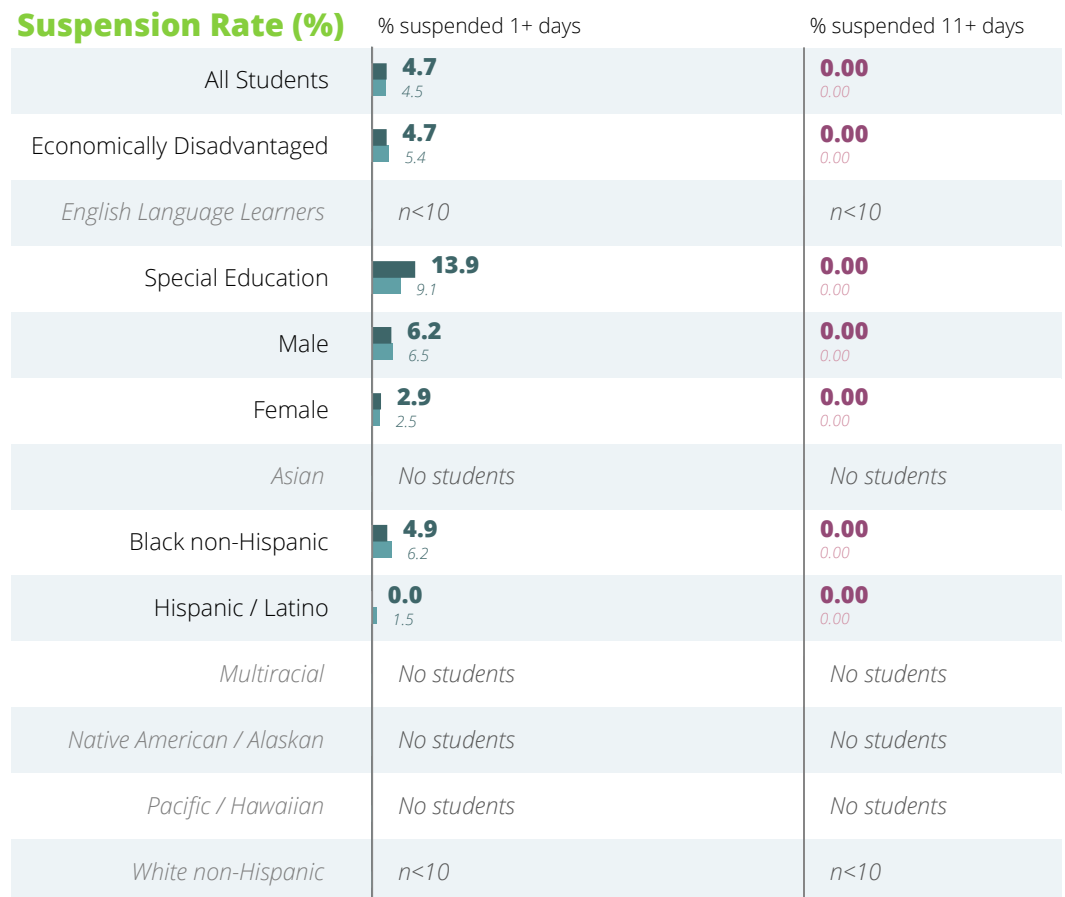 Suspension Rate (%) % suspended 1+ days % suspended 11+ days
All Students 4.7 0.00
4.5 0.00
Economically Disadvantaged 4.7 0.00
5.4 0.00
English Language Learners n<10 n<10
Special Education 13.9 0.00
9.1 0.00
Male 6.2 0.00
6.5 0.00
Female 2.9 0.00
2.5 0.00
Asian No students No students
Black non-Hispanic 4.9 0.00
6.2 0.00
Hispanic / Latino 0.0 0.00
1.5 0.00
Multiracial No students No students
Native American / Alaskan No students No students
Pacific / Hawaiian No students No students
White non-Hispanic n<10 n<10